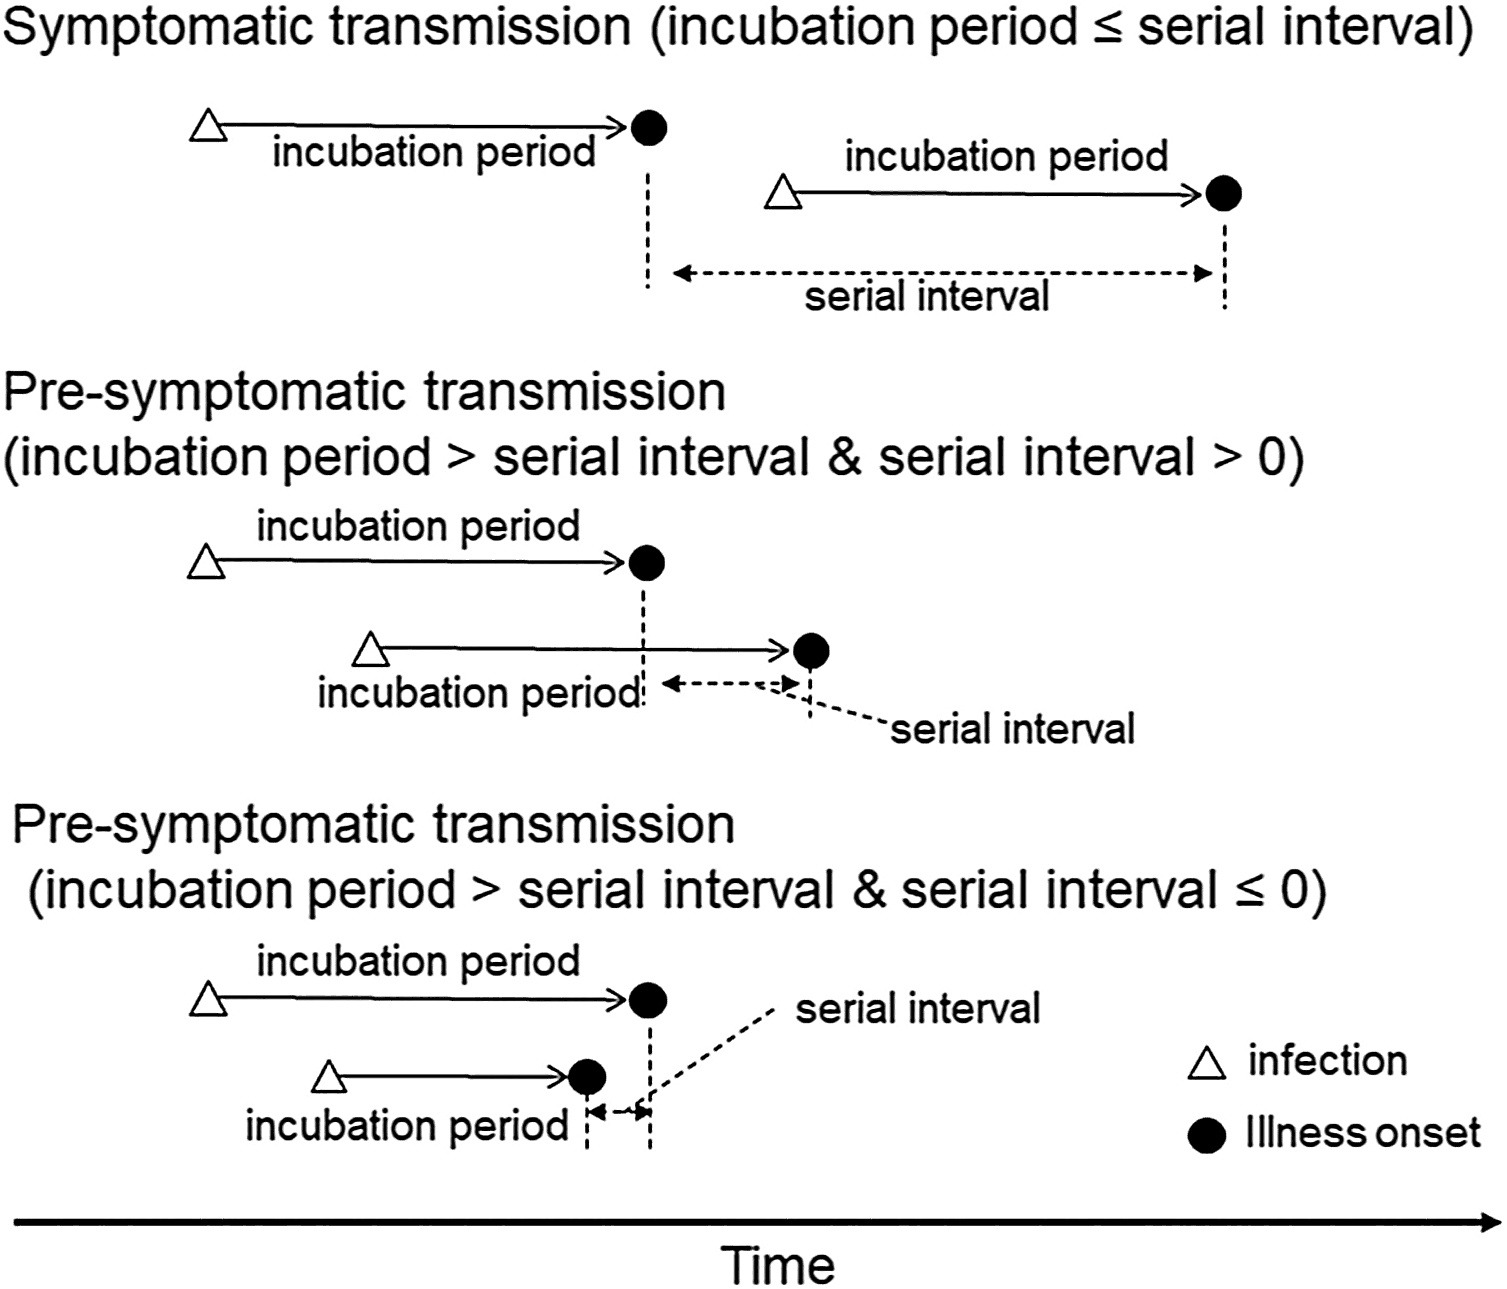 Symptomatic transmission (incubation period ≤ serial interval)
incubation period
incubation period
serial interval
Pre-symptomatic transmission
(incubation period > serial interval & serial interval > 0)
incubation period
incubation period
serial interval
Pre-symptomatic transmission
(incubation period > serial interval & serial interval ≤ 0)
incubation period
serial interval
incubation period
infection
Illness onset
Time